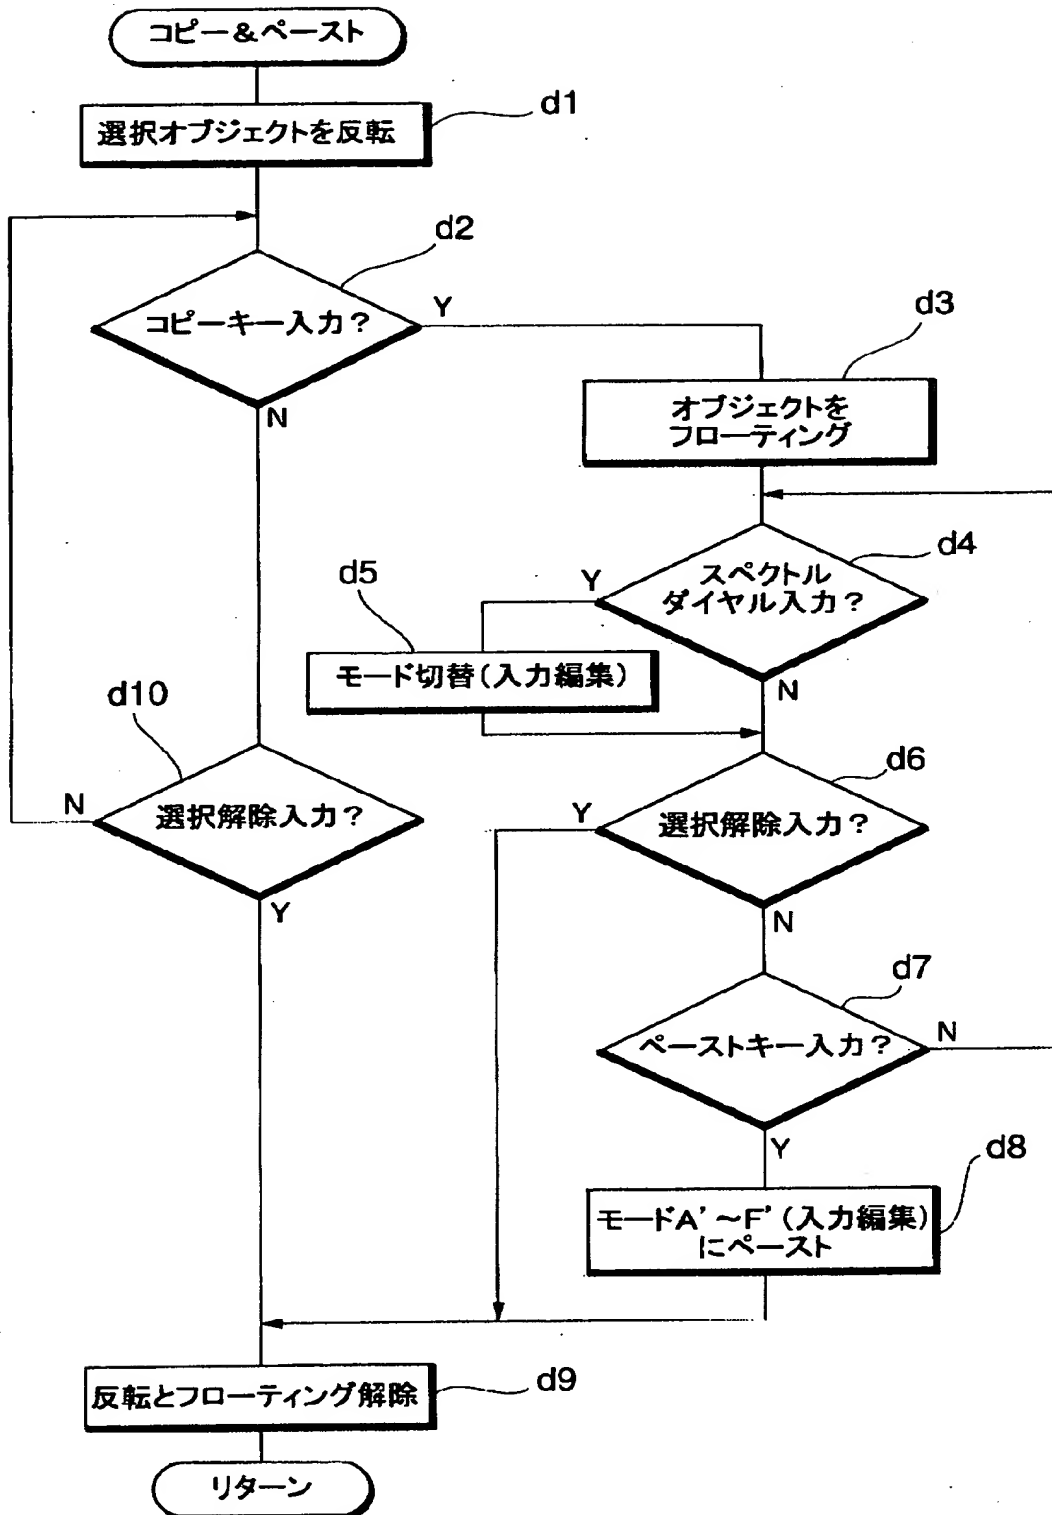 コピー&ペースト
選択オブジェクトを反転
d1
d2
コピーキー入力?
Y
N
d3
オブジェクトを
フローティング
d4
スペクトル
ダイヤル入力?
Y
N
d5
モード切替(入力編集)
d10
選択解除入力?
N
Y
d6
選択解除入力?
Y
N
d7
ペーストキー入力?
N
Y
d8
モードA'~F'(入力編集)
にペースト
反転とフローティング解除
d9
リターン